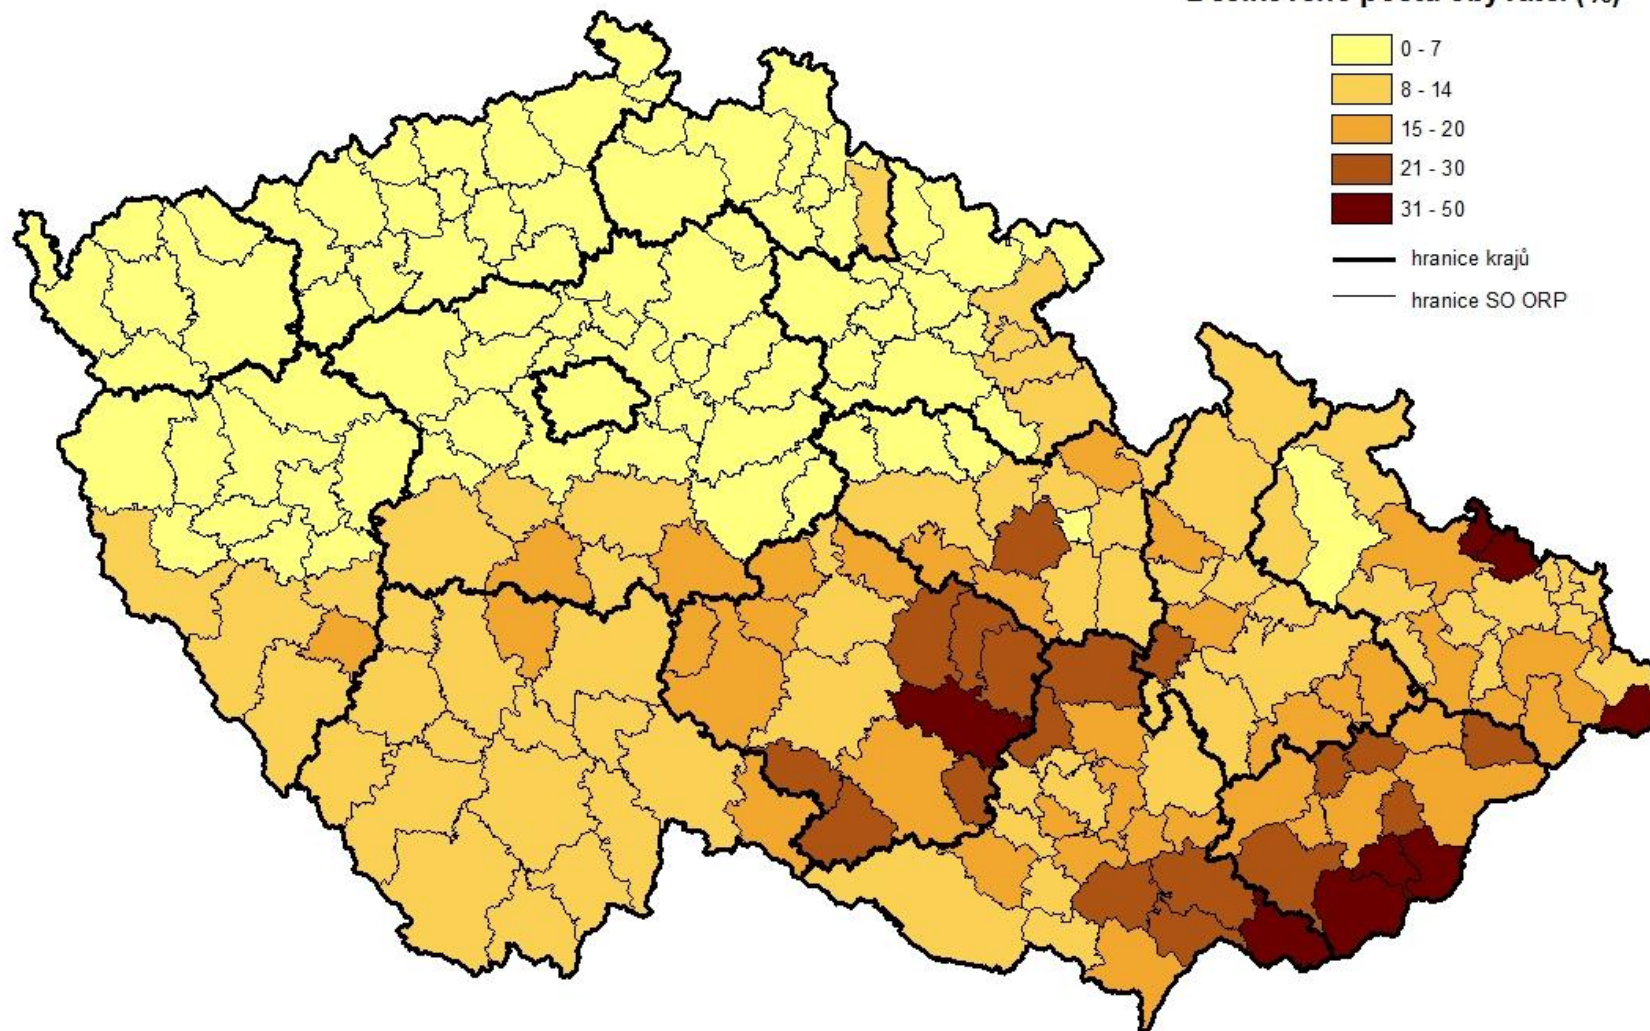 0 - 7
8 - 14
15 - 20
21 - 30
31 - 50
hranice krajů
hranice SO ORP